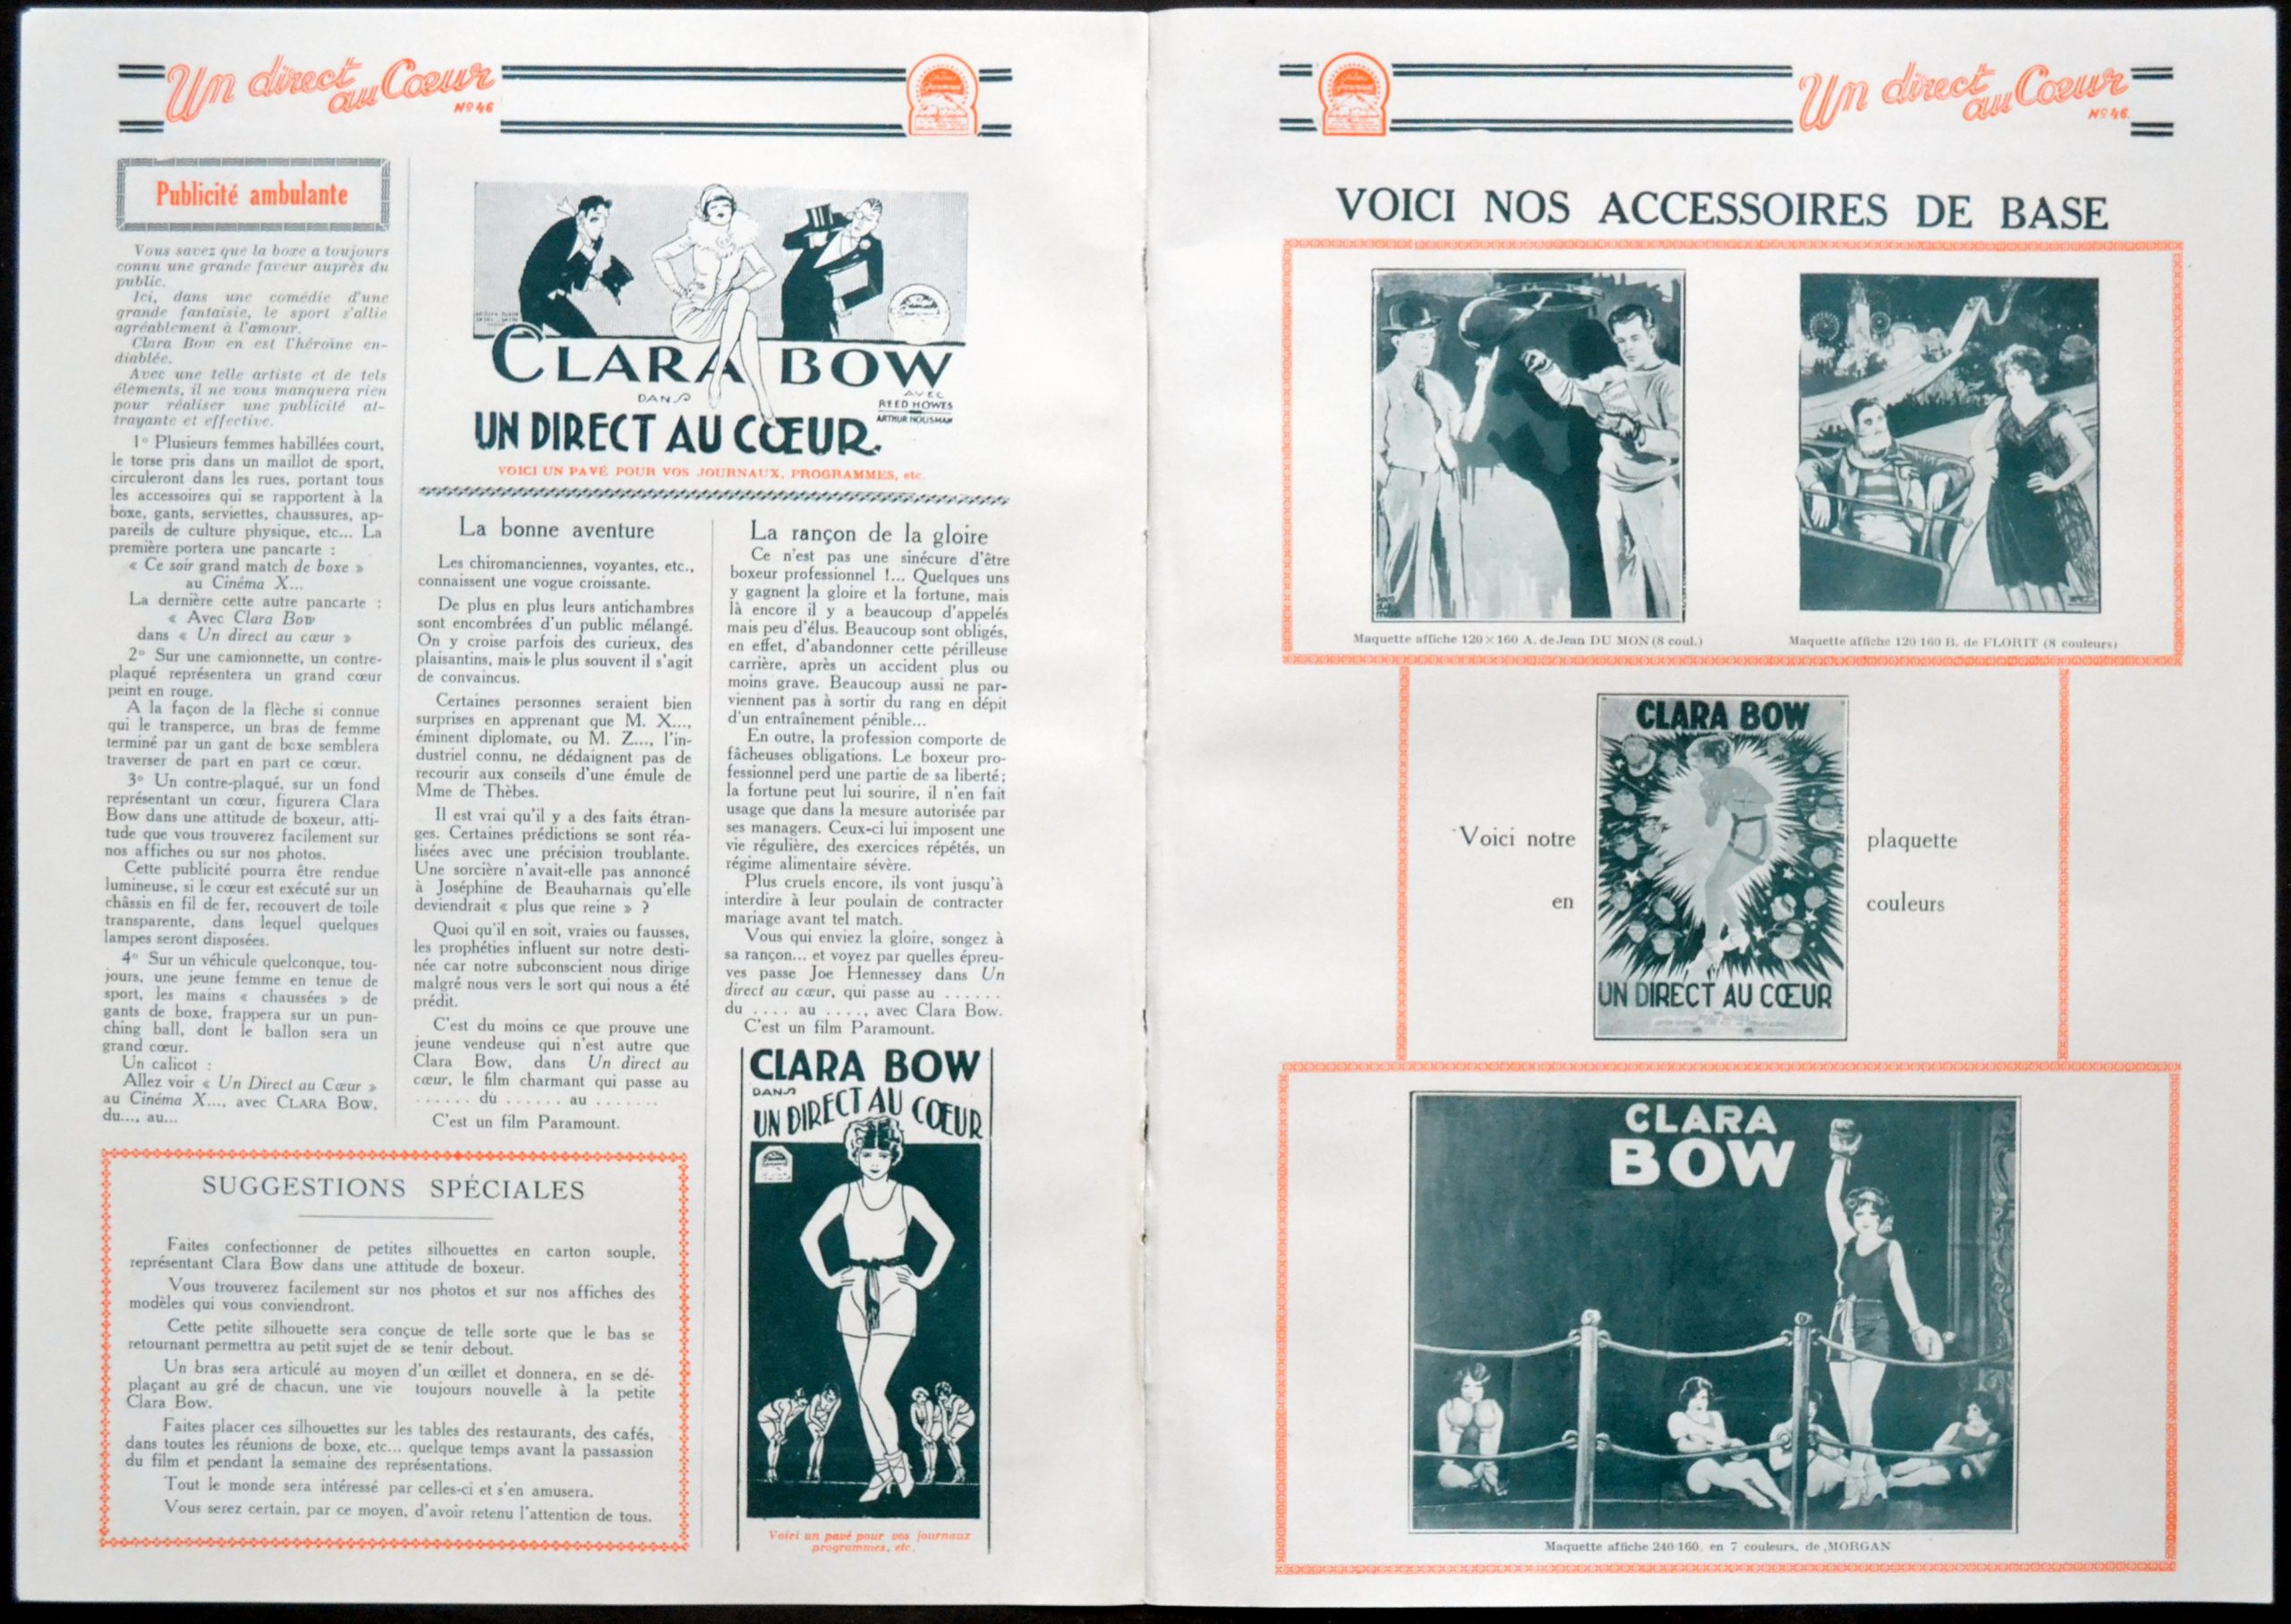 Un direct
au Cœur
Nº 46
Publicité ambulante
Vous savez que la boxe a toujours
connu une grande faveur auprès du
public.
Ici, dans une comédie d'une
grande fantaisie, le sport s'allie
agréablement à l'amour.
Clara Bow en est l'héroïne en-
diablée.
Avec une telle artiste et de tels
élements, il ne vous manquera rien
pour réaliser une publicité at-
trayante et effective.
1º Plusieurs femmes habillées court,
le torse pris dans un maillot de sport,
circuleront dans les rues, portant tous
les accessoires qui se rapportent à la
boxe, gants, serviettes, chaussures, ap-
pareils de culture physique, etc... La
première portera une pancarte :
« Ce soir grand match de boxe »
au Cinéma X...
La dernière cette autre pancarte :
« Avec Clara Bow
dans « Un direct au cœur »
2º Sur une camionnette, un contre-
plaqué représentera un grand cœur
peint en rouge.
A la façon de la flèche si connue
qui le transperce, un bras de femme
terminé par un gant de boxe semblera
traverser de part en part ce cœur.
3º Un contre-plaqué, sur un fond
représentant un cœur, figurera Clara
Bow dans une attitude de boxeur, atti-
tude que vous trouverez facilement sur
nos affiches ou sur nos photos.
Cette publicité pourra être rendue
lumineuse, si le cœur est exécuté sur un
châssis en fil de fer, recouvert de toile
transparente, dans lequel quelques
lampes seront disposées.
4º Sur un véhicule quelconque, tou-
jours, une jeune femme en tenue de
sport, les mains « chaussées » de
gants de boxe, frappera sur un pun-
ching ball, dont le ballon sera un
grand cœur.
Un calicot :
Allez voir « Un Direct au Cœur »
au Cinéma X..., avec CLARA BOW,
du..., au...
CLARA BOW
DANS
AVEC
REED HOWES
ARTHUR HOUSMAN
UN DIRECT AU CŒUR.
VOICI UN PAVÉ POUR VOS JOURNAUX, PROGRAMMES, etc.
La bonne aventure
Les chiromanciennes, voyantes, etc.,
connaissent une vogue croissante.
De plus en plus leurs antichambres
sont encombrées d'un public mélangé.
On y croise parfois des curieux, des
plaisantins, mais le plus souvent il s'agit
de convaincus.
Certaines personnes seraient bien
surprises en apprenant que M. X...,
éminent diplomate, ou M. Z..., l'in-
dustriel connu, ne dédaignent pas de
recourir aux conseils d'une émule de
Mme de Thèbes.
Il est vrai qu'il y a des faits étran-
ges. Certaines prédictions se sont réa-
lisées avec une précision troublante.
Une sorcière n'avait-elle pas annoncé
à Joséphine de Beauharnais qu'elle
deviendrait « plus que reine » ?
Quoi qu'il en soit, vraies ou fausses,
les prophéties influent sur notre desti-
née car notre subconscient nous dirige
malgré nous vers le sort qui nous a été
prédit.
C'est du moins ce que prouve une
jeune vendeuse qui n'est autre que
Clara Bow, dans Un direct au
cœur, le film charmant qui passe au
...... du ...... au .......
C'est un film Paramount.
La rançon de la gloire
Ce n'est pas une sinécure d'être
boxeur professionnel !... Quelques uns
y gagnent la gloire et la fortune, mais
là encore il y a beaucoup d'appelés
mais peu d'élus. Beaucoup sont obligés,
en effet, d'abandonner cette périlleuse
carrière, après un accident plus ou
moins grave. Beaucoup aussi ne par-
viennent pas à sortir du rang en dépit
d'un entraînement pénible...
En outre, la profession comporte de
fâcheuses obligations. Le boxeur pro-
fessionnel perd une partie de sa liberté;
la fortune peut lui sourire, il n'en fait
usage que dans la mesure autorisée par
ses managers. Ceux-ci lui imposent une
vie régulière, des exercices répétés, un
régime alimentaire sévère.
Plus cruels encore, ils vont jusqu'à
interdire à leur poulain de contracter
mariage avant tel match.
Vous qui enviez la gloire, songez à
sa rançon... et voyez par quelles épreu-
ves passe Joe Hennessey dans Un
direct au cœur, qui passe au ......
du .... au ...., avec Clara Bow.
C'est un film Paramount.
CLARA BOW
DANS
UN DIRECT AU CŒUR
Voici un pavé pour vos journaux
programmes, etc.
SUGGESTIONS SPÉCIALES
Faites confectionner de petites silhouettes en carton souple,
représentant Clara Bow dans une attitude de boxeur.
Vous trouverez facilement sur nos photos et sur nos affiches des
modèles qui vous conviendront.
Cette petite silhouette sera conçue de telle sorte que le bas se
retournant permettra au petit sujet de se tenir debout.
Un bras sera articulé au moyen d'un œillet et donnera, en se dé-
plaçant au gré de chacun, une vie toujours nouvelle à la petite
Clara Bow.
Faites placer ces silhouettes sur les tables des restaurants, des cafés,
dans toutes les réunions de boxe, etc... quelque temps avant la passassion
du film et pendant la semaine des représentations.
Tout le monde sera intéressé par celles-ci et s'en amusera.
Vous serez certain, par ce moyen, d'avoir retenu l'attention de tous.
Un direct
au Cœur
Nº 46
VOICI NOS ACCESSOIRES DE BASE
Maquette affiche 120 × 160 A. de Jean DU MON (8 coul.)
Maquette affiche 120 160 B. de FLORIT (8 couleurs)
CLARA BOW
UN DIRECT AU CŒUR
Voici notre plaquette
en couleurs
CLARA
BOW
Maquette affiche 240 160, en 7 couleurs, de MORGAN